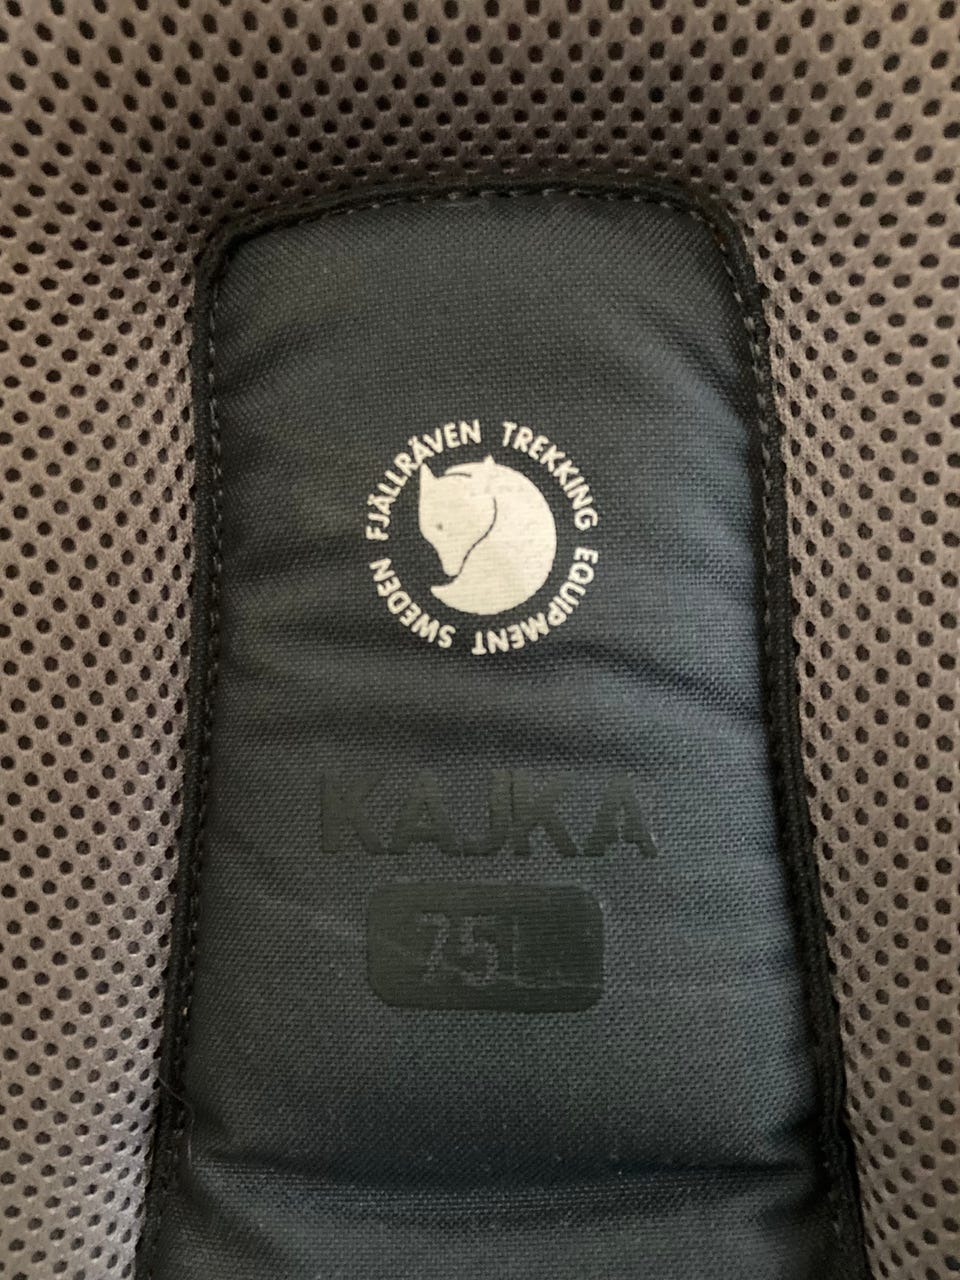 FJÄLLRÄVEN TREKKING EQUIPMENT SWEDEN
KAJKA
75L